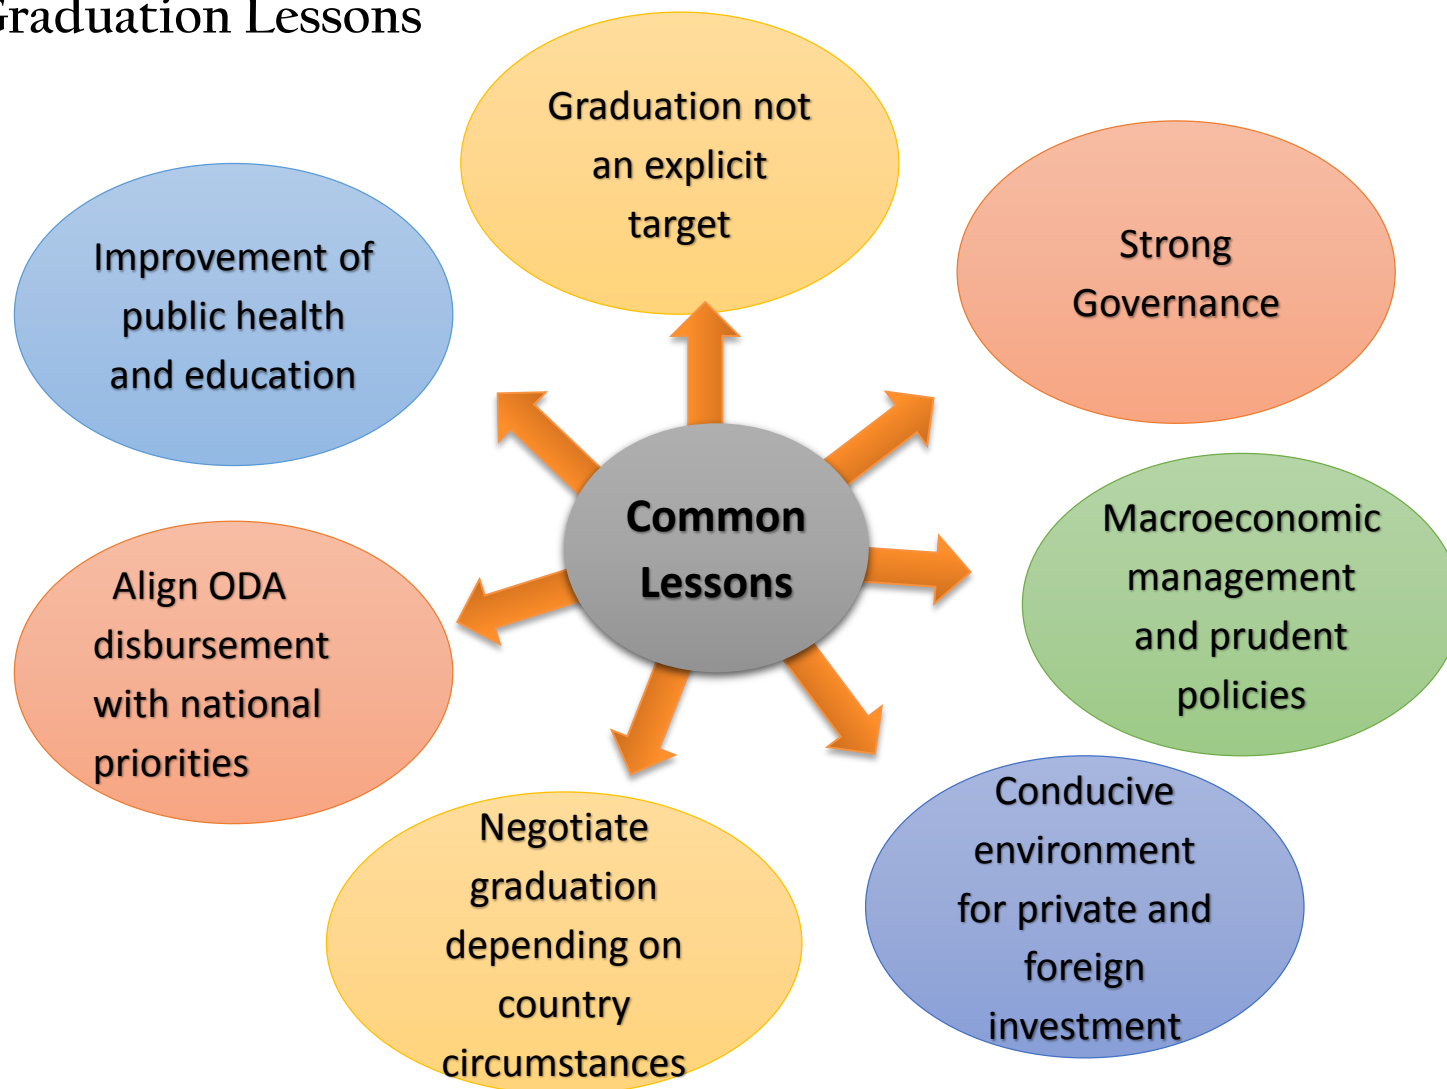 Graduation Lessons
Graduation not
an explicit
target
Strong
Governance
Macroeconomic
management
and prudent
policies
Conducive
environment
for private and
foreign
investment
Negotiate
graduation
depending on
country
circumstances
Align ODA
disbursement
with national
priorities
Improvement of
public health
and education
Common
Lessons